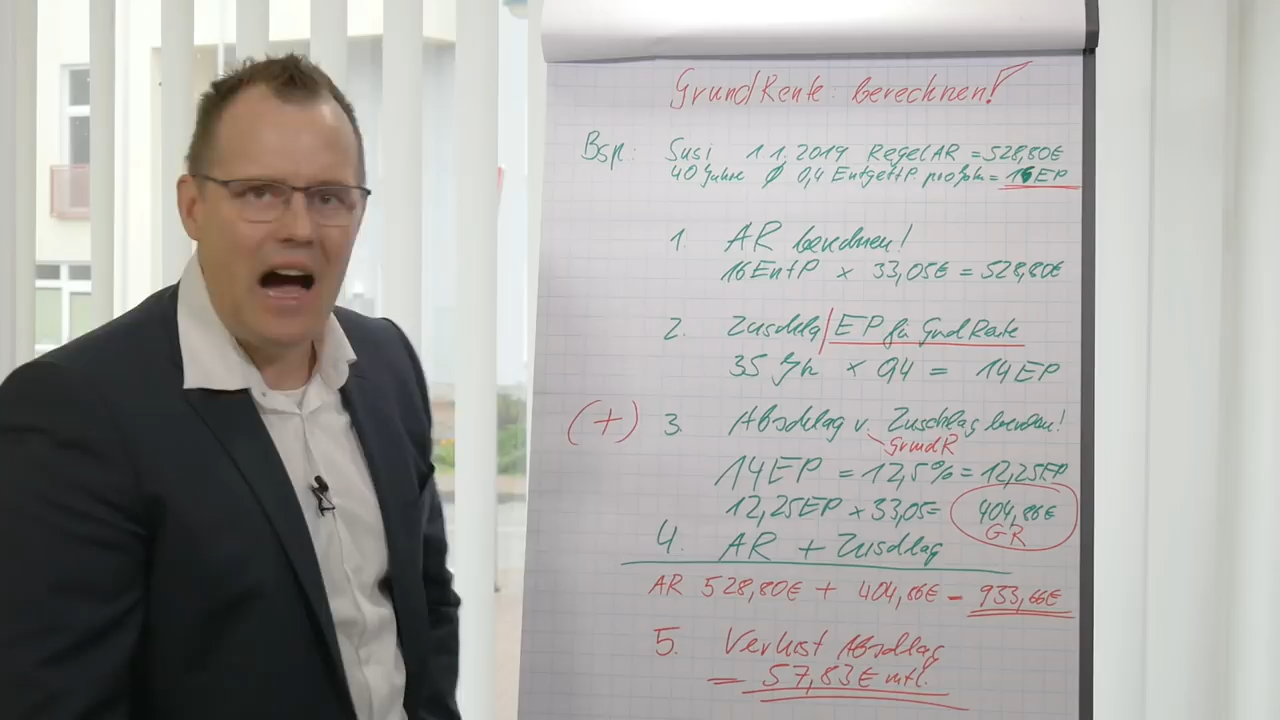 GrundRente berechnen!
Bsp: Susi 1.1.2019 Regel AR = 528,80€
40 Jahre Ø 0,4 EntgeltP. pro Jahr = 16EP
1. AR berechnen!
16EntP x 33,05€ = 528,80€
2. Zuschlag EP für GrundRente
35 Jh x 0,4 = 14EP
(+) 3. Abschlag v. Zuschlag berechn!
GrundR
14EP = 12,5% = 12,25EP
12,25EP x 33,05 = 404,86€
GR
4. AR + Zuschlag
AR 528,80€ + 404,86€ = 933,66€
5. Verlust Abschlag
= 57,83€ mtl.